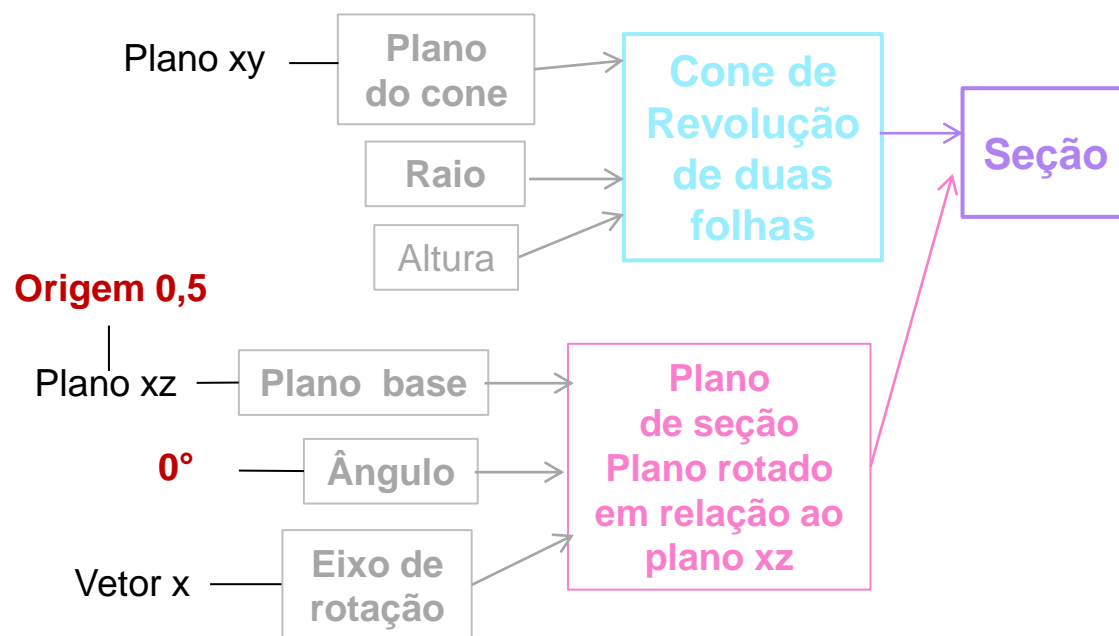 Plano xy
Plano
do cone
Cone de
Revolução
de duas
folhas
Seção
Raio
Altura
Origem 0,5
Plano xz
Plano base
Plano
de seção
Plano rotado
em relação ao
plano xz
0°
Ângulo
Vetor x
Eixo de
rotação